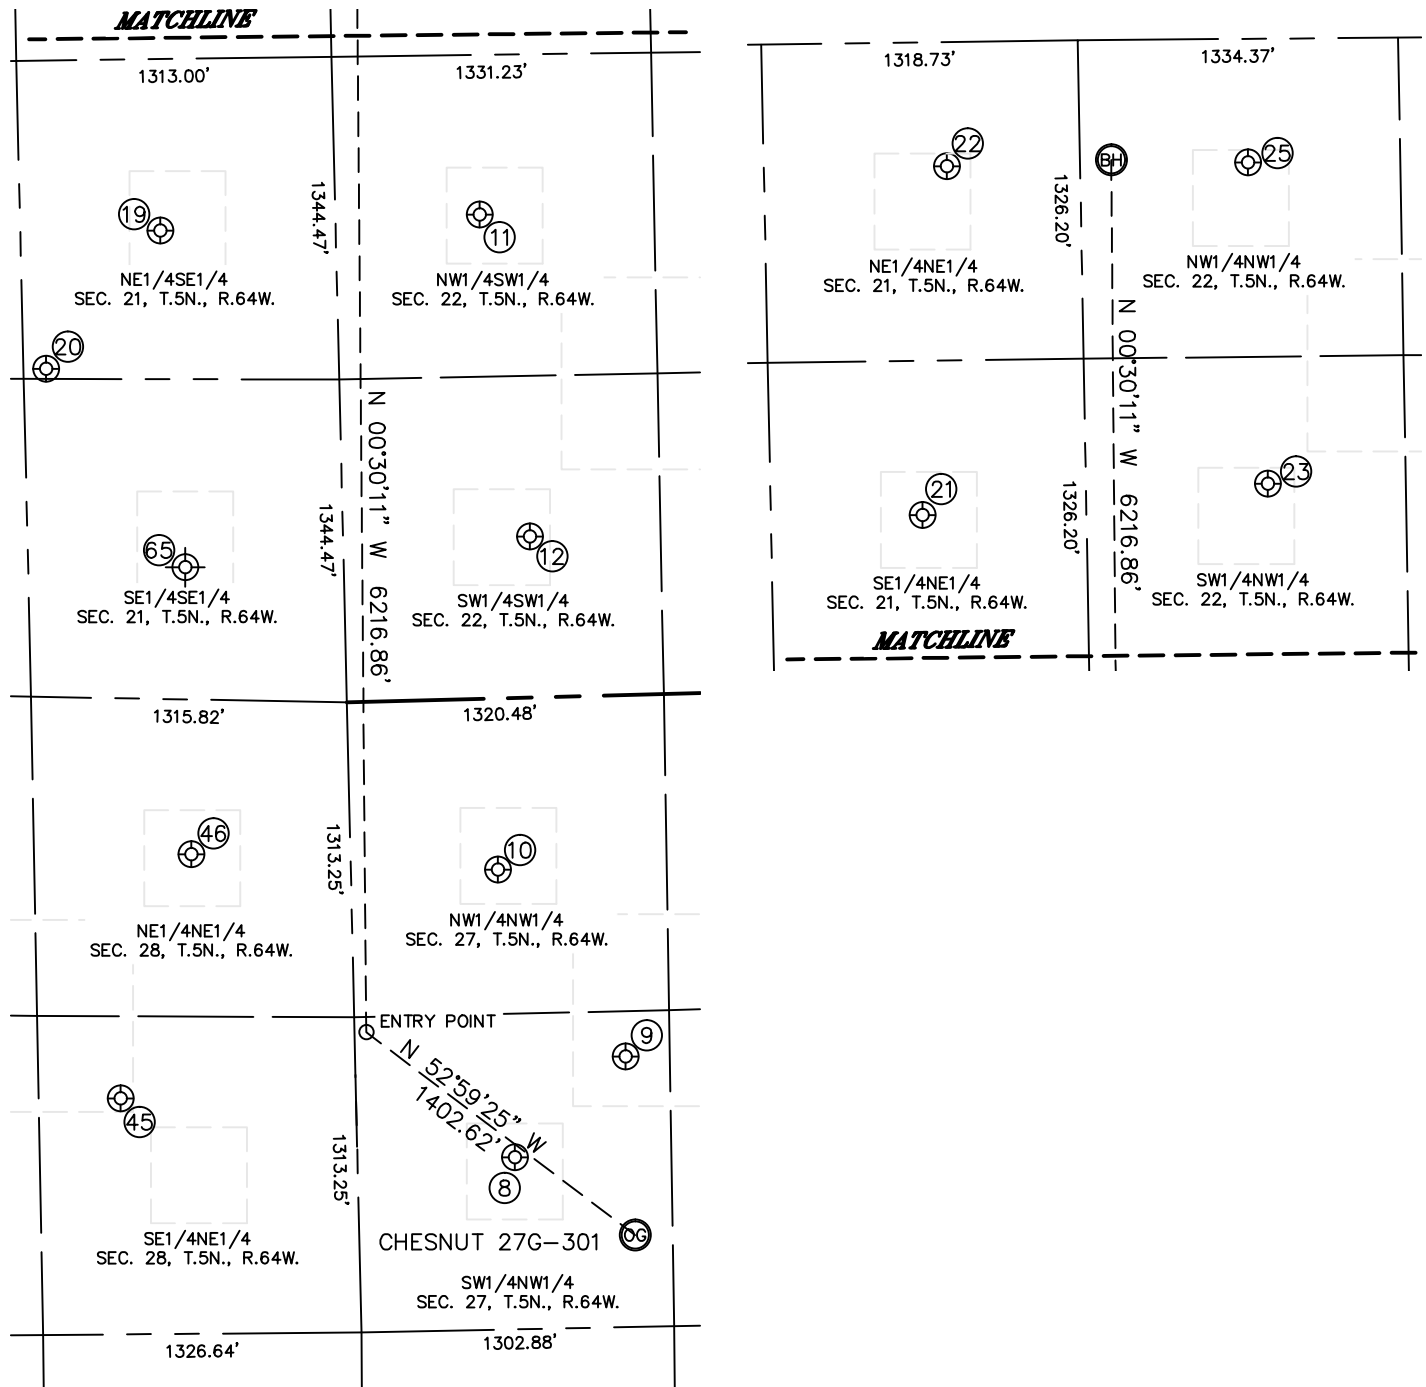 MATCHLINE
1313.00'
1331.23'
19
11
1344.47'
NE1/4SE1/4
SEC. 21, T.5N., R.64W.
NW1/4SW1/4
SEC. 22, T.5N., R.64W.
20
N 00°30'11" W 6216.86'
65
12
1344.47'
SE1/4SE1/4
SEC. 21, T.5N., R.64W.
SW1/4SW1/4
SEC. 22, T.5N., R.64W.
1315.82'
1320.48'
46
10
1313.25'
NE1/4NE1/4
SEC. 28, T.5N., R.64W.
NW1/4NW1/4
SEC. 27, T.5N., R.64W.
ENTRY POINT
9
N 52°59'25" W
1402.62'
45
8
1313.25'
SE1/4NE1/4
SEC. 28, T.5N., R.64W.
CHESNUT 27G-301
OG
SW1/4NW1/4
SEC. 27, T.5N., R.64W.
1326.64'
1302.88'
1318.73'
1334.37'
22
BH
25
1326.20'
NE1/4NE1/4
SEC. 21, T.5N., R.64W.
NW1/4NW1/4
SEC. 22, T.5N., R.64W.
N 00°30'11" W 6216.86'
21
23
1326.20'
SE1/4NE1/4
SEC. 21, T.5N., R.64W.
SW1/4NW1/4
SEC. 22, T.5N., R.64W.
MATCHLINE